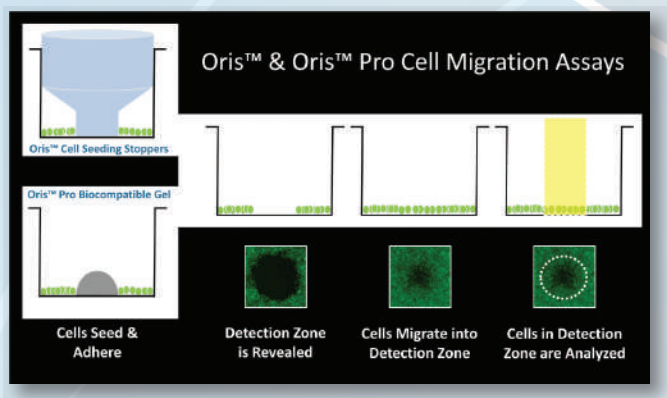 Oris™ & Oris™ Pro Cell Migration Assays
Oris™ Cell Seeding Stoppers
Oris™ Pro Biocompatible Gel
Cells Seed &
Adhere
Detection Zone
is Revealed
Cells Migrate into
Detection Zone
Cells in Detection
Zone are Analyzed